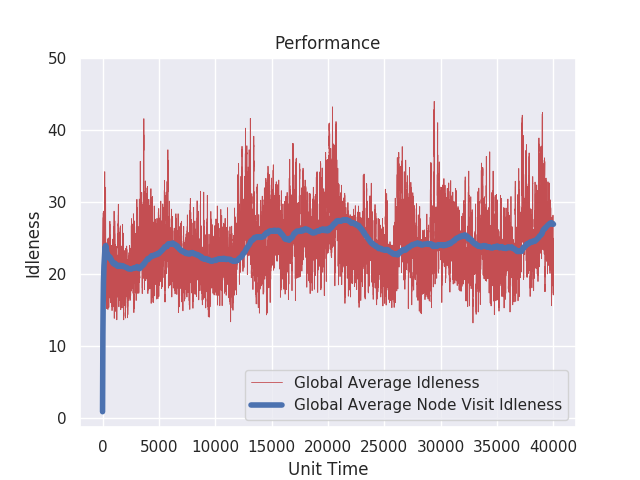 Performance
50
40
30
20
10
0
Idleness
Global Average Idleness
Global Average Node Visit Idleness
0 5000 10000 15000 20000 25000 30000 35000 40000
Unit Time